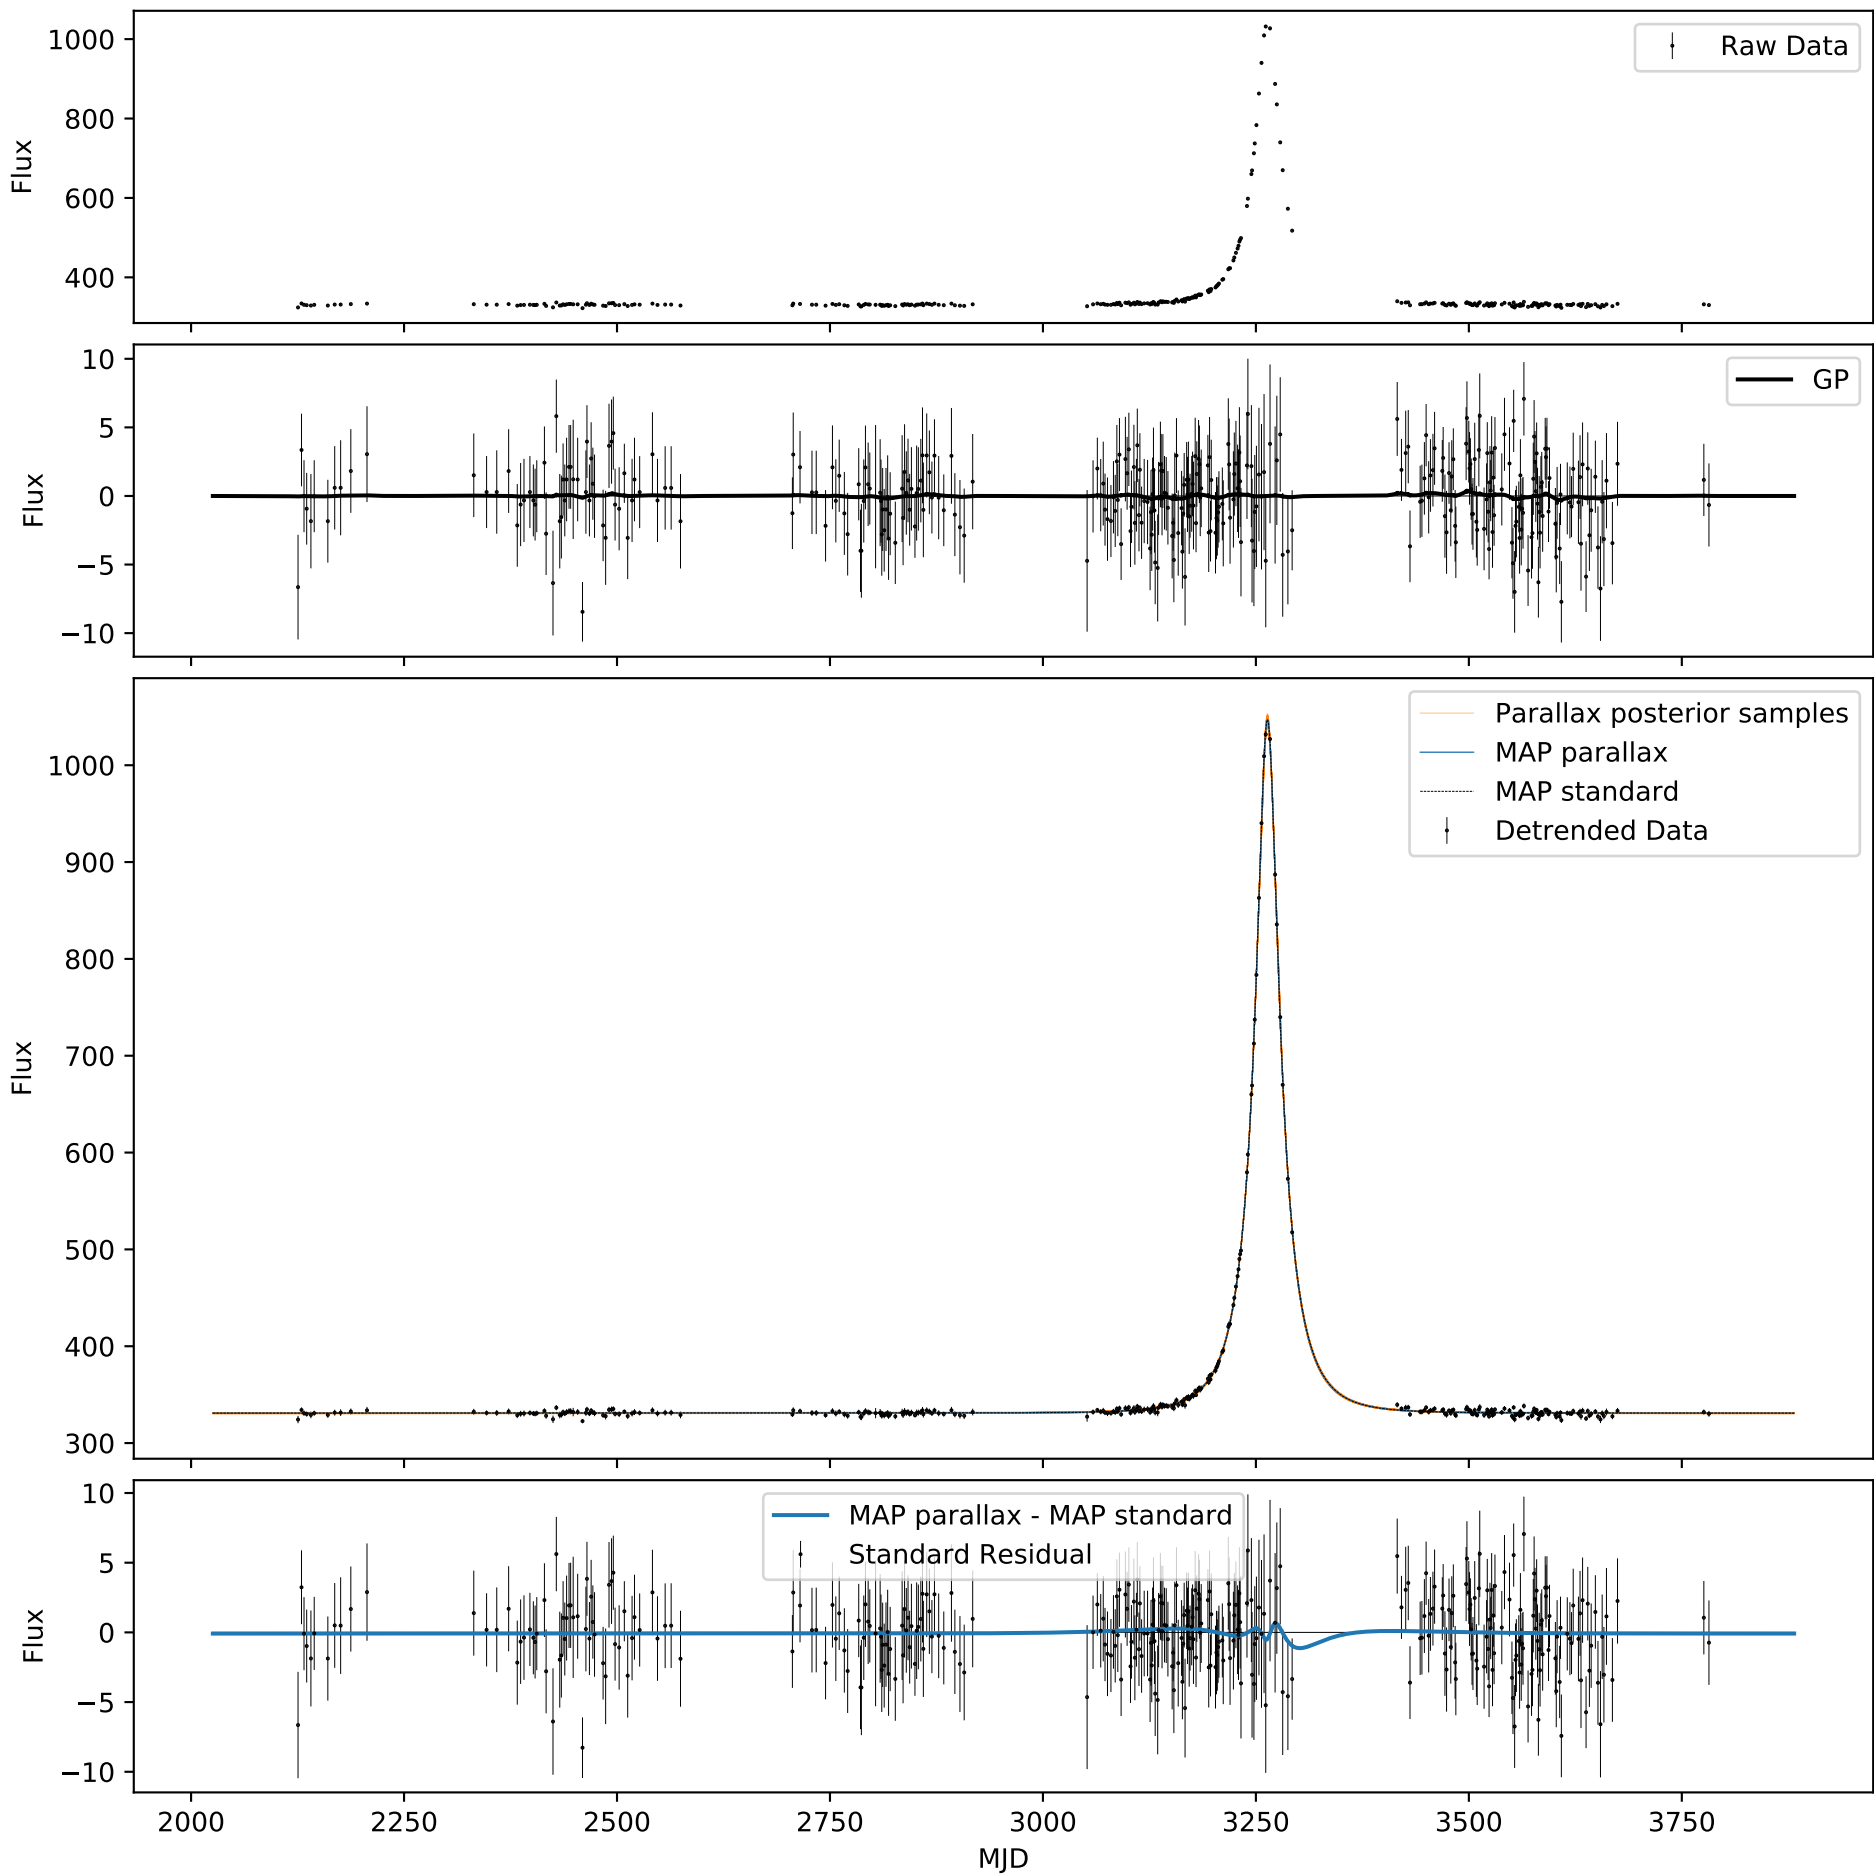 1000
800
600
400
Flux
Raw Data
10
5
0
−5
−10
Flux
GP
1000
900
800
700
600
500
400
300
Flux
Parallax posterior samples
MAP parallax
MAP standard
Detrended Data
10
5
0
−5
−10
Flux
MAP parallax - MAP standard
Standard Residual
2000 2250 2500 2750 3000 3250 3500 3750
MJD